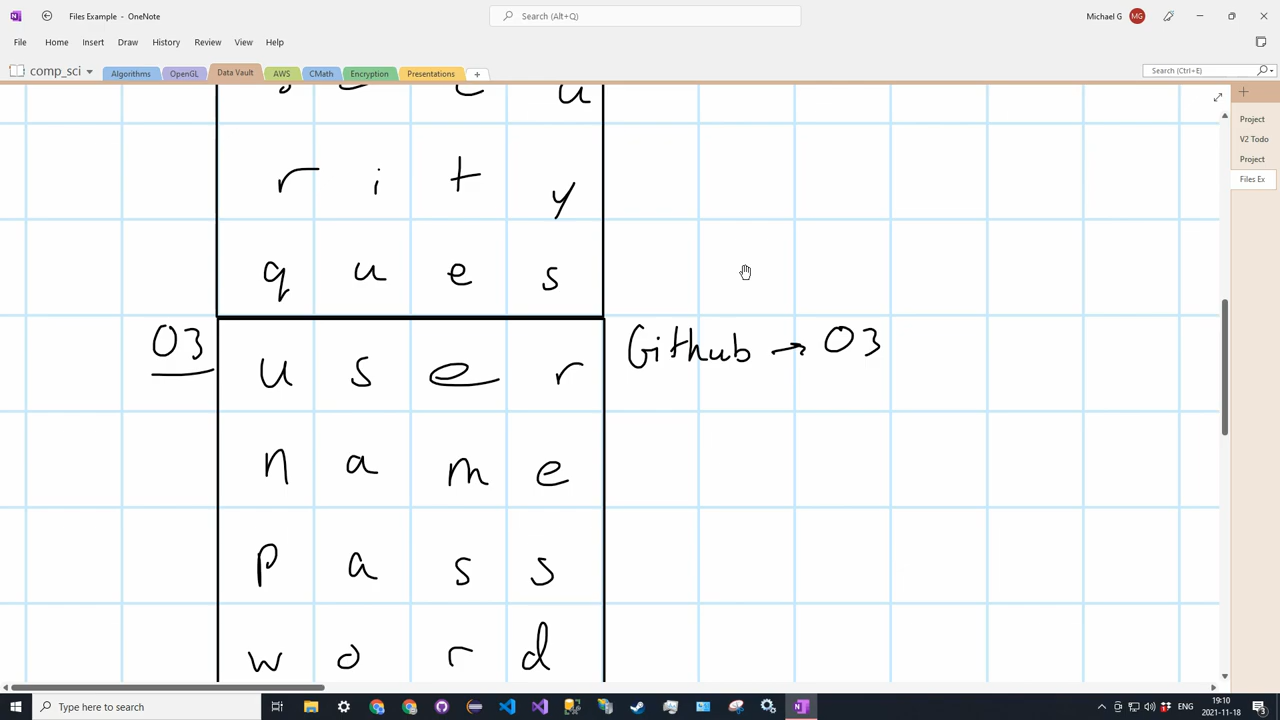 Files Example - OneNote
Search (Alt+Q)
Michael G
MG
File Home Insert Draw History Review View Help
comp_sci
Algorithms OpenGL Data Vault AWS CMath Encryption Presentations
Search (Ctrl+E)
Project
V2 Todo
Project
Files Ex
r i t y
q u e s
03 u s e r Github → 03
n a m e
p a s s
w o r d
Type here to search
ENG
19:10
2021-11-18